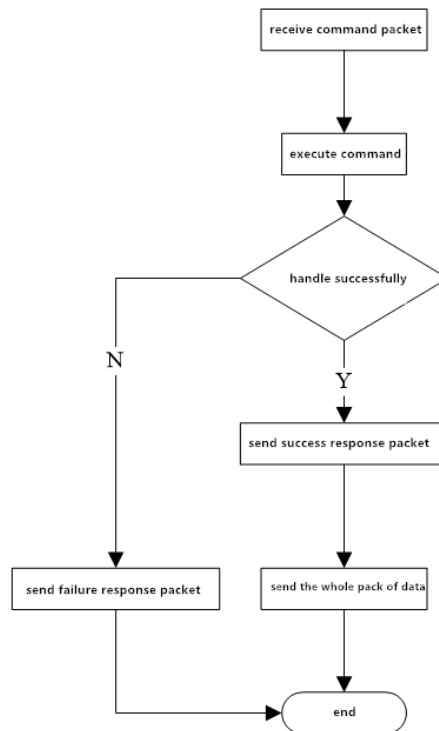 receive command packet
execute command
handle successfully
N
Y
send success response packet
send failure response packet
send the whole pack of data
end